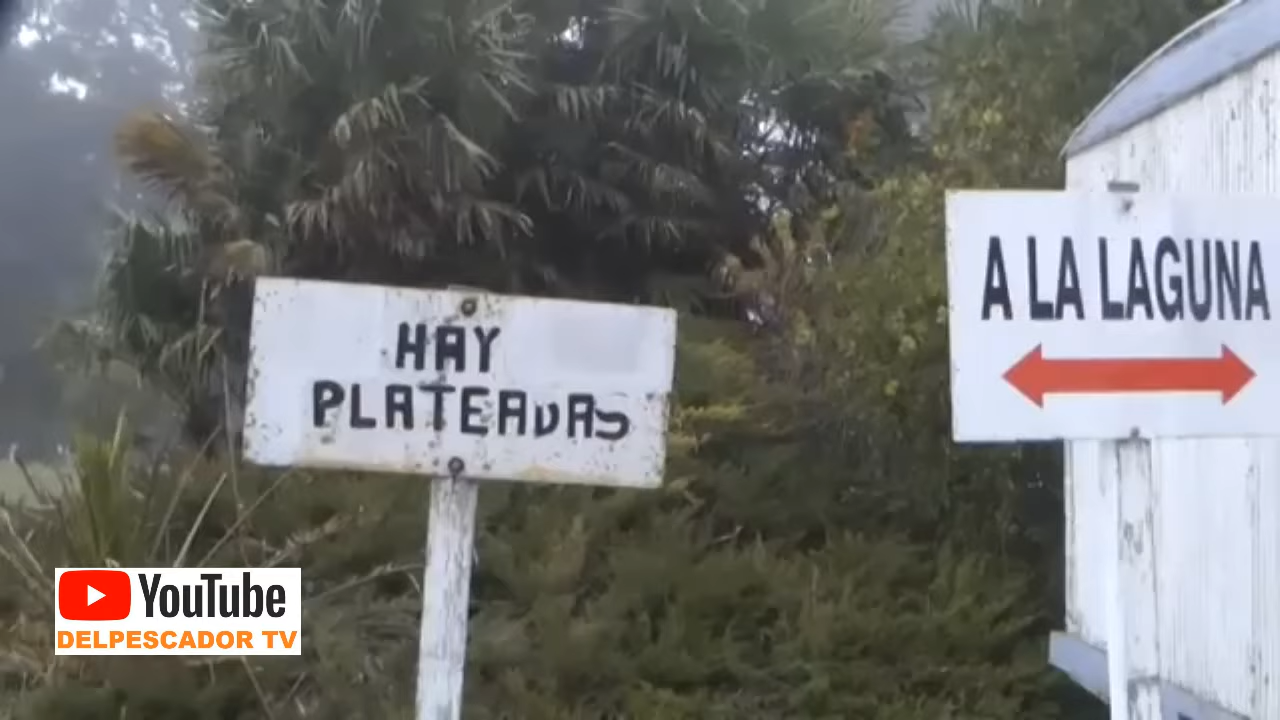 HAY
PLATEADAS
A LA LAGUNA
YouTube
DELPESCADOR TV